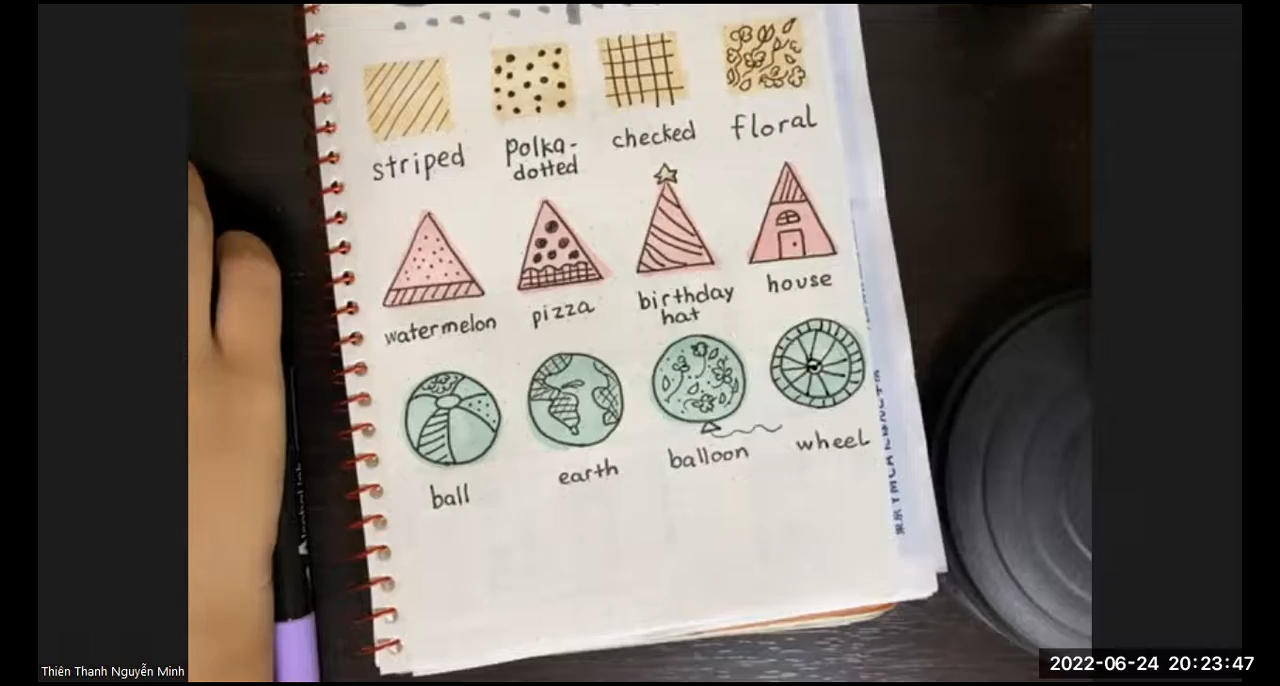 striped
polka-
dotted
checked
floral
watermelon
pizza
birthday
hat
house
ball
earth
balloon
wheel
Thiên Thanh Nguyễn Minh
2022-06-24 20:23:47